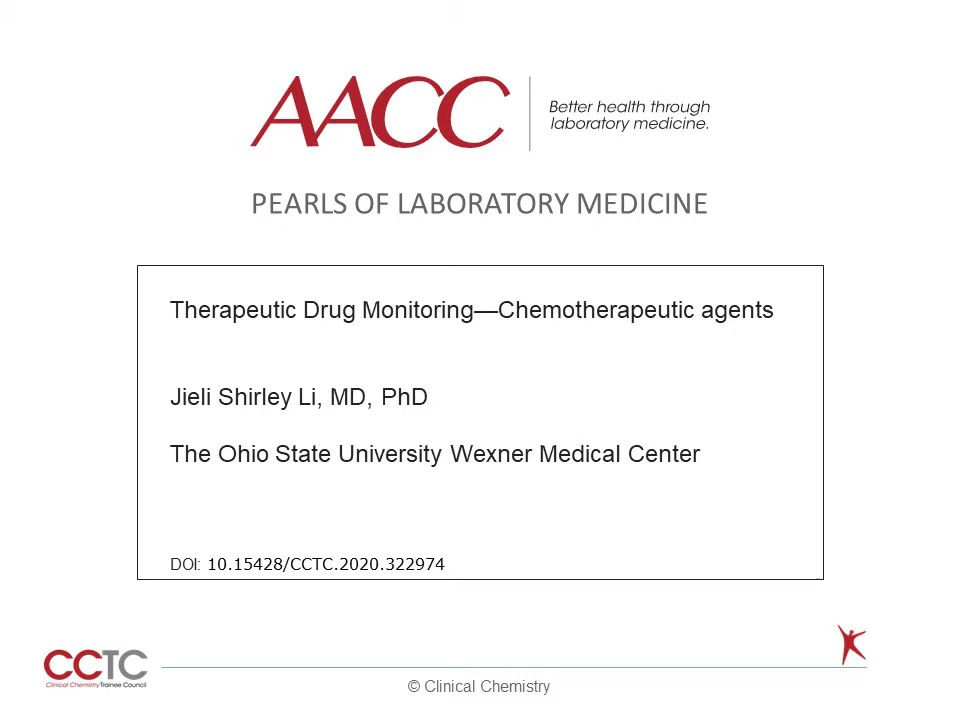 AACC
Better health through
laboratory medicine.
PEARLS OF LABORATORY MEDICINE
Therapeutic Drug Monitoring—Chemotherapeutic agents
Jieli Shirley Li, MD, PhD
The Ohio State University Wexner Medical Center
DOI: 10.15428/CCTC.2020.322974
CCTC
Clinical Chemistry Trainee Council
© Clinical Chemistry